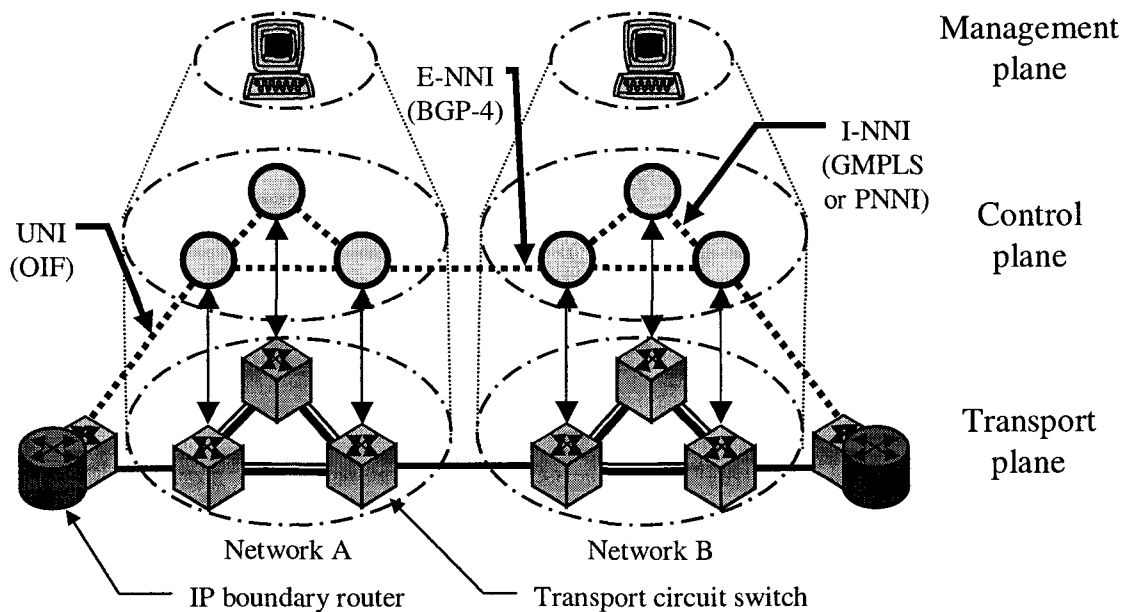 Management
plane
E-NNI
(BGP-4)
I-NNI
(GMPLS
or PNNI)
UNI
(OIF)
Control
plane
Transport
plane
Network A
Network B
IP boundary router
Transport circuit switch